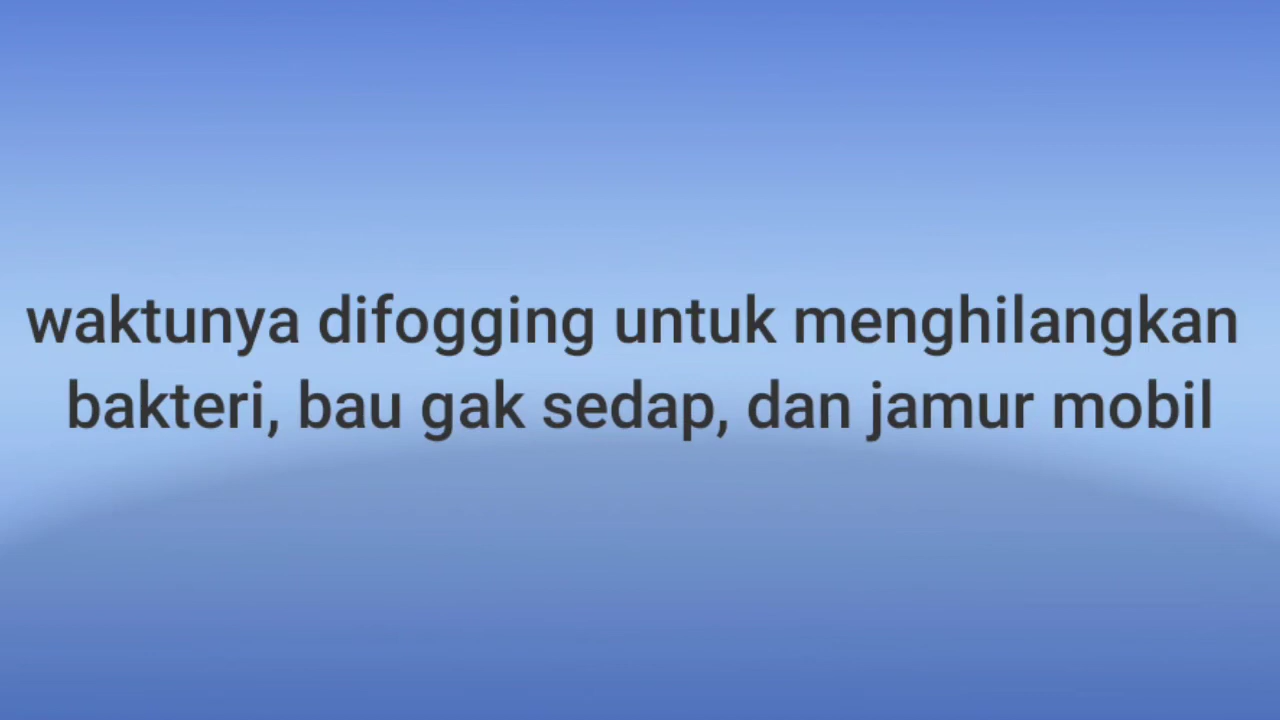 waktunya difogging untuk menghilangkan
bakteri, bau gak sedap, dan jamur mobil